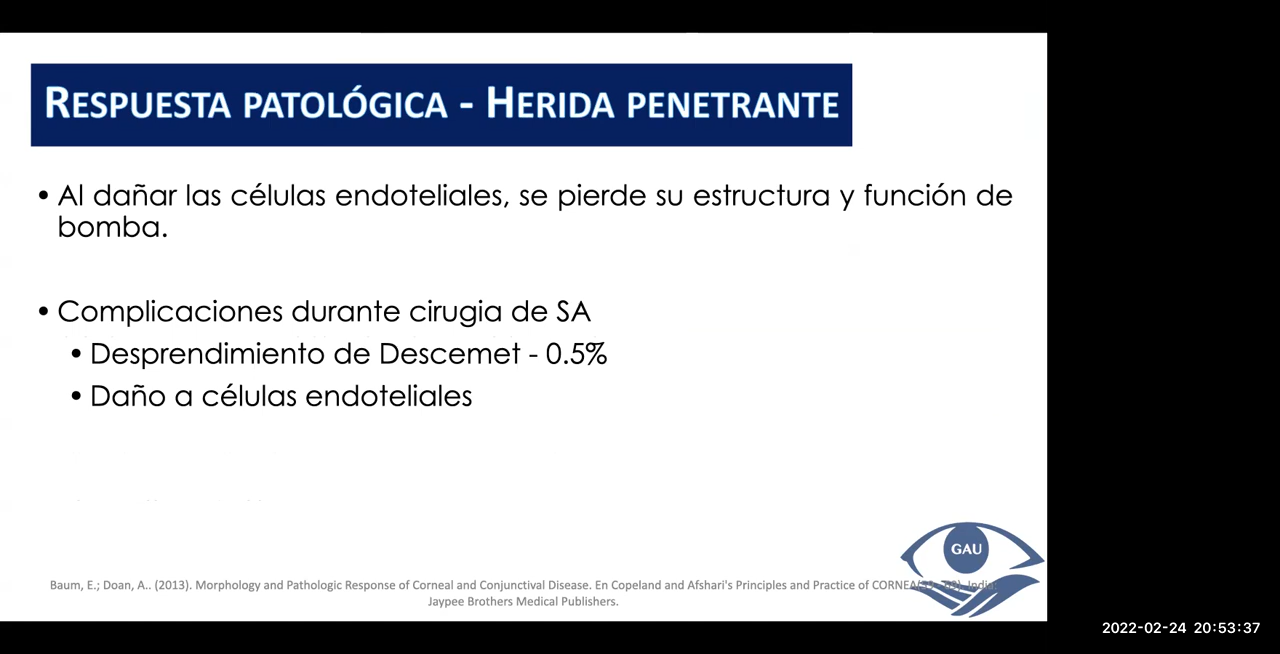 RESPUESTA PATOLÓGICA - HERIDA PENETRANTE
• Al dañar las células endoteliales, se pierde su estructura y función de
bomba.
• Complicaciones durante cirugia de SA
• Desprendimiento de Descemet - 0.5%
• Daño a células endoteliales
GAU
Baum, E.; Doan, A.. (2013). Morphology and Pathologic Response of Corneal and Conjunctival Disease. En Copeland and Afshari's Principles and Practice of CORNEA
Jaypee Brothers Medical Publishers.
2022-02-24 20:53:37